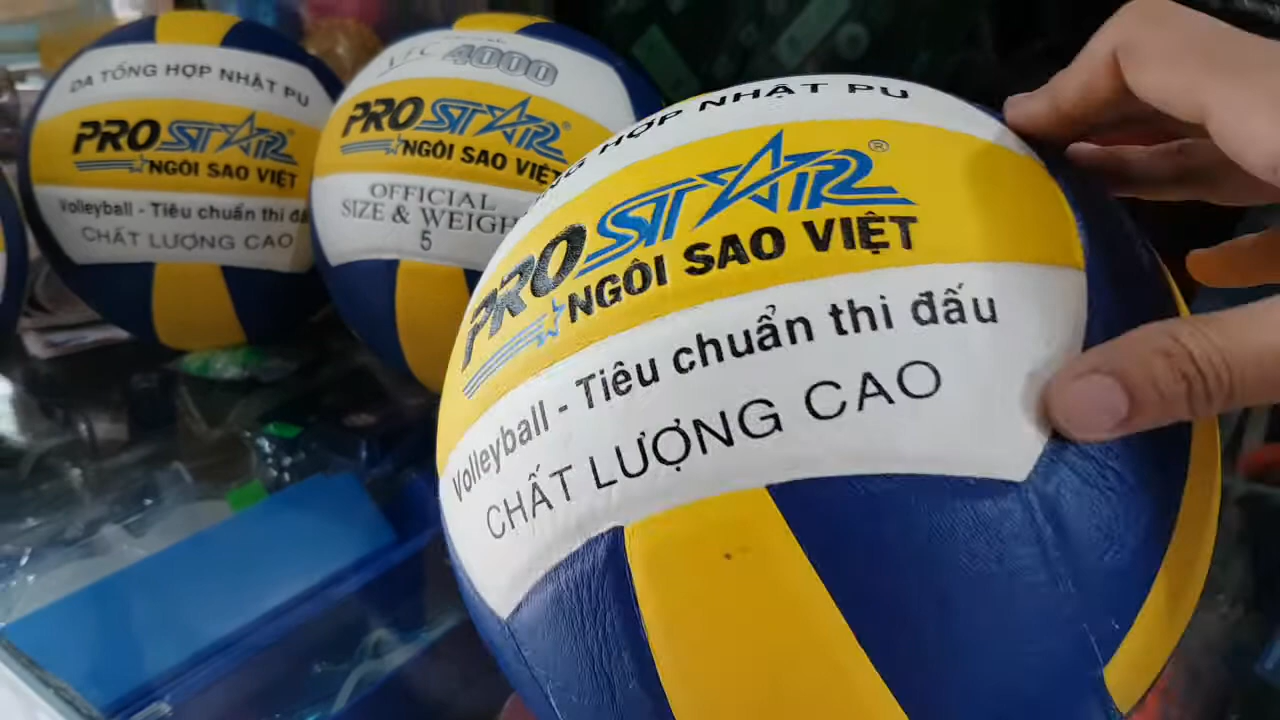 DA TỔNG HỢP NHẬT PU
PROSTAR
NGÔI SAO VIỆT
Volleyball - Tiêu chuẩn thi đấ
CHẤT LƯỢNG CAO
4000
PROSTAR®
NGÔI SAO VIỆT
OFFICIAL
SIZE & WEIGH
5
HỢP NHẬT PU
PROSTAR®
NGÔI SAO VIỆT
Volleyball - Tiêu chuẩn thi đấu
CHẤT LƯỢNG CAO